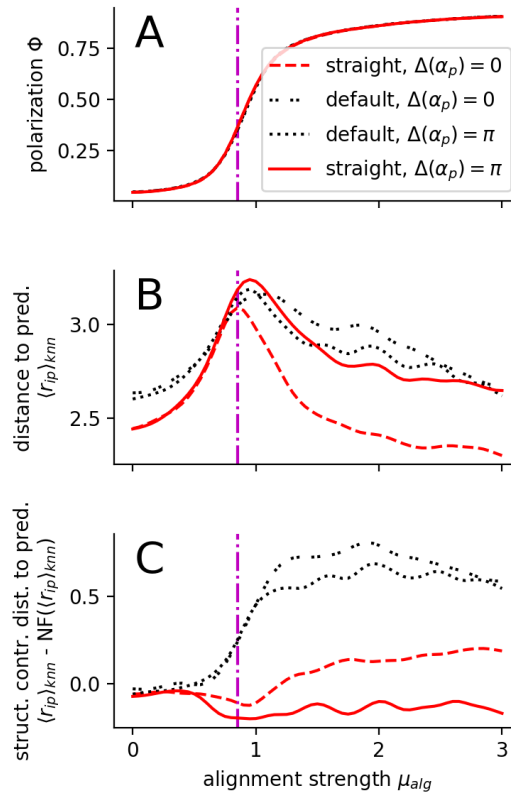 A
0.75
0.50
0.25
polarization Φ
straight, Δ(α_p) = 0
default, Δ(α_p) = 0
default, Δ(α_p) = π
straight, Δ(α_p) = π
B
3.0
2.5
distance to pred.
⟨r_ip⟩_knn
C
0.5
0.0
struct. contr. dist. to pred.
⟨r_ip⟩_knn - NF(⟨r_ip⟩_knn)
0 1 2 3
alignment strength μ_alg